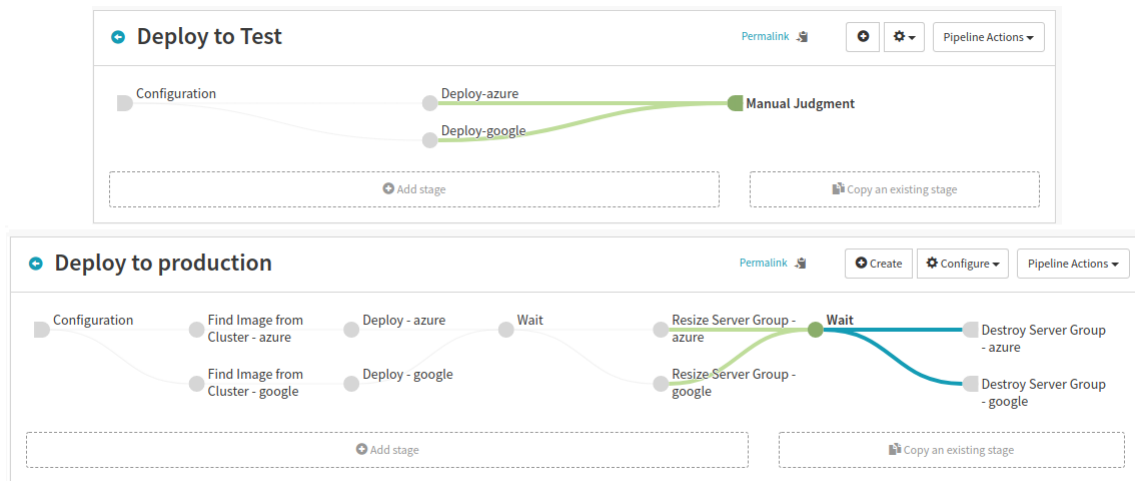 Deploy to Test
Permalink
Pipeline Actions
Configuration
Deploy-azure
Deploy-google
Manual Judgment
Add stage
Copy an existing stage
Deploy to production
Permalink
Create
Configure
Pipeline Actions
Configuration
Find Image from
Cluster - azure
Find Image from
Cluster - google
Deploy - azure
Deploy - google
Wait
Resize Server Group -
azure
Resize Server Group -
google
Wait
Destroy Server Group
- azure
Destroy Server Group
- google
Add stage
Copy an existing stage